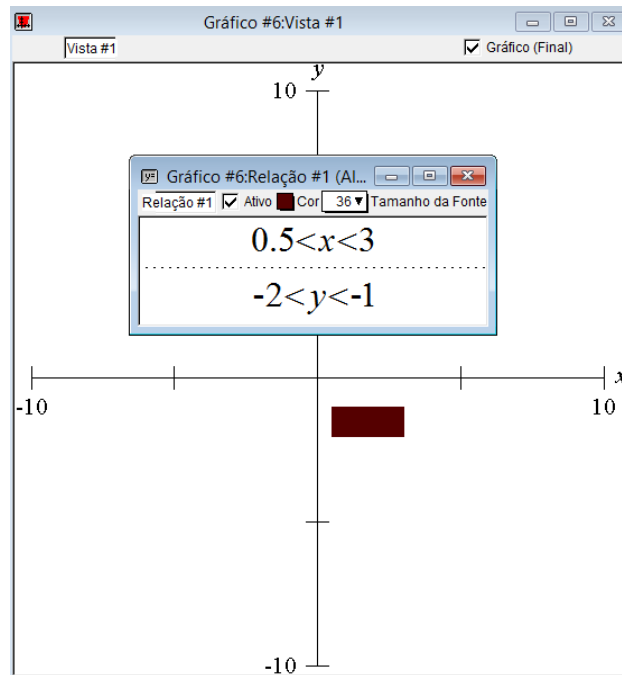 Gráfico #6:Vista #1
Vista #1
Gráfico (Final)
y
10
y=
Gráfico #6:Relação #1 (Al...
Relação #1 Ativo Cor 36 Tamanho da Fonte
0.5<x<3
-2<y<-1
x
-10
10
-10